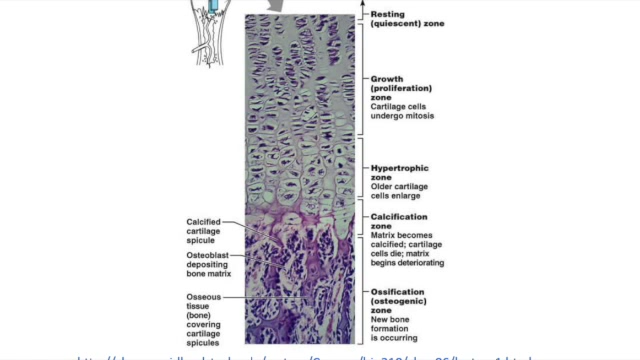 Resting
(quiescent) zone
Growth
(proliferation)
zone
Cartilage cells
undergo mitosis
Hypertrophic
zone
Older cartilage
cells enlarge
Calcification
zone
Matrix becomes
calcified; cartilage
cells die; matrix
begins deteriorating
Ossification
(osteogenic)
zone
New bone
formation
is occurring
Calcified
cartilage
spicule
Osteoblast
depositing
bone matrix
Osseous
tissue
(bone)
covering
cartilage
spicules